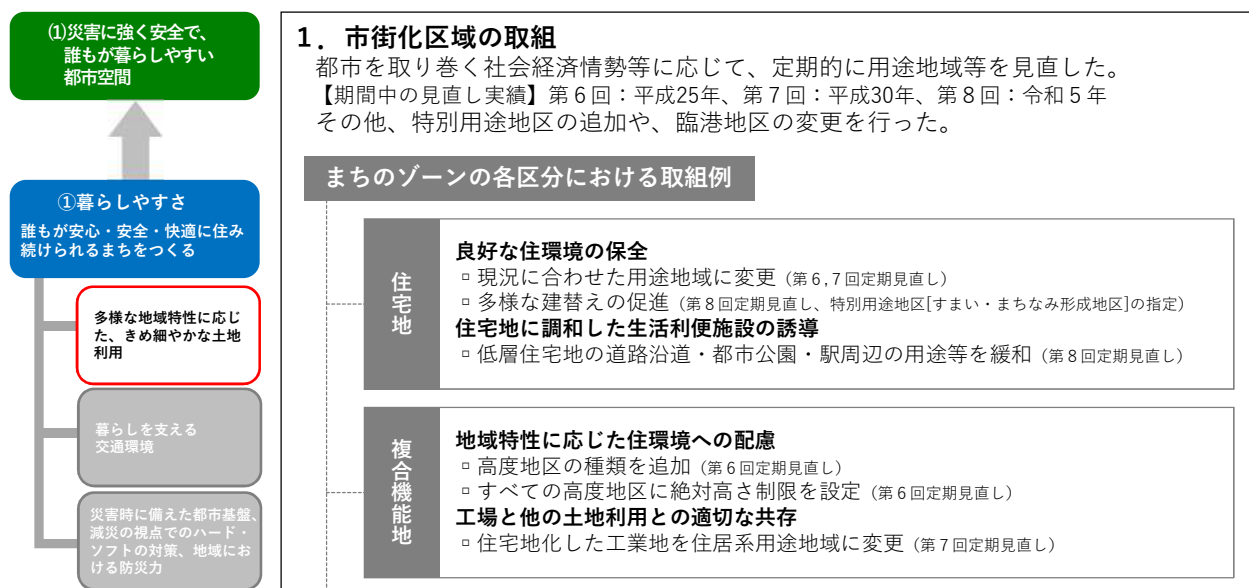 ⑴災害に強く安全で、
誰もが暮らしやすい
都市空間
①暮らしやすさ
誰もが安心・安全・快適に住み
続けられるまちをつくる
多様な地域特性に応じ
た、きめ細やかな土地
利用
暮らしを支える
交通環境
災害時に備えた都市基盤、
減災の視点でのハード・
ソフトの対策、地域にお
ける防災力
1．市街化区域の取組
都市を取り巻く社会経済情勢等に応じて、定期的に用途地域等を見直した。
【期間中の見直し実績】第６回：平成25年、第７回：平成30年、第８回：令和５年
その他、特別用途地区の追加や、臨港地区の変更を行った。
まちのゾーンの各区分における取組例
住宅地
良好な住環境の保全
▫ 現況に合わせた用途地域に変更（第６,７回定期見直し）
▫ 多様な建替えの促進（第８回定期見直し、特別用途地区[すまい・まちなみ形成地区]の指定）
住宅地に調和した生活利便施設の誘導
▫ 低層住宅地の道路沿道・都市公園・駅周辺の用途等を緩和（第８回定期見直し）
複合機能地
地域特性に応じた住環境への配慮
▫ 高度地区の種類を追加（第６回定期見直し）
▫ すべての高度地区に絶対高さ制限を設定（第６回定期見直し）
工場と他の土地利用との適切な共存
▫ 住宅地化した工業地を住居系用途地域に変更（第７回定期見直し）